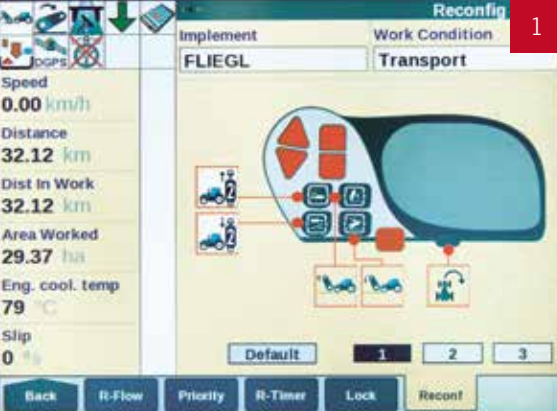 Reconfig
1
DGPS
Implement
Work Condition
FLIEGL
Transport
Speed
0.00 km/h
Distance
32.12 km
Dist In Work
32.12 km
Area Worked
29.37 ha
Eng. cool. temp
79 °C
Slip
0 %
2
2
Default
1
2
3
Back
R-Flow
Priority
R-Timer
Lock
Reconf